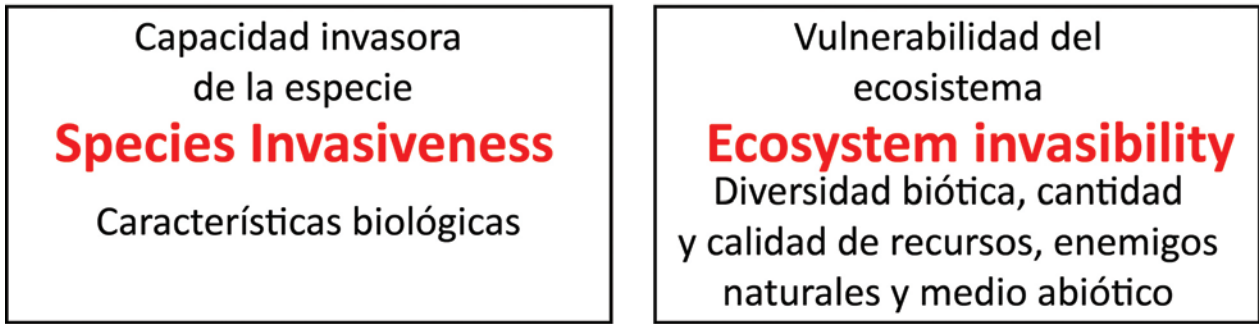 Capacidad invasora
de la especie
Species Invasiveness
Características biológicas
Vulnerabilidad del
ecosistema
Ecosystem invasibility
Diversidad biótica, cantidad
y calidad de recursos, enemigos
naturales y medio abiótico